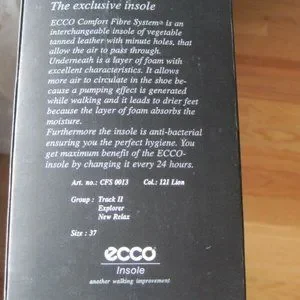 The exclusive insole
ECCO Comfort Fibre System® is an
interchangeable insole of vegetable
tanned leather with minute holes, that
allow the air to pass through.
Underneath is a layer of foam with
excellent characteristics. It allows
more air to circulate in the shoe be-
cause a pumping effect is generated
while walking and it leads to drier feet
because the layer of foam absorbs the
moisture.
Furthermore the insole is anti-bacterial
ensuring you the perfect hygiene. You
get maximum benefit of the ECCO-
insole by changing it every 24 hours.
Art. no.: CFS 0013 Col.: 121 Lion
Group : Track II
Explorer
New Relax
Size : 37
ecco
Insole
another walking improvement